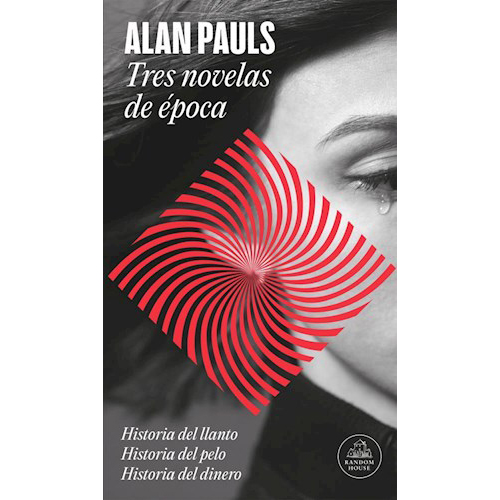 ALAN PAULS
Tres novelas
de época
Historia del llanto
Historia del pelo
Historia del dinero
RANDOM
HOUSE